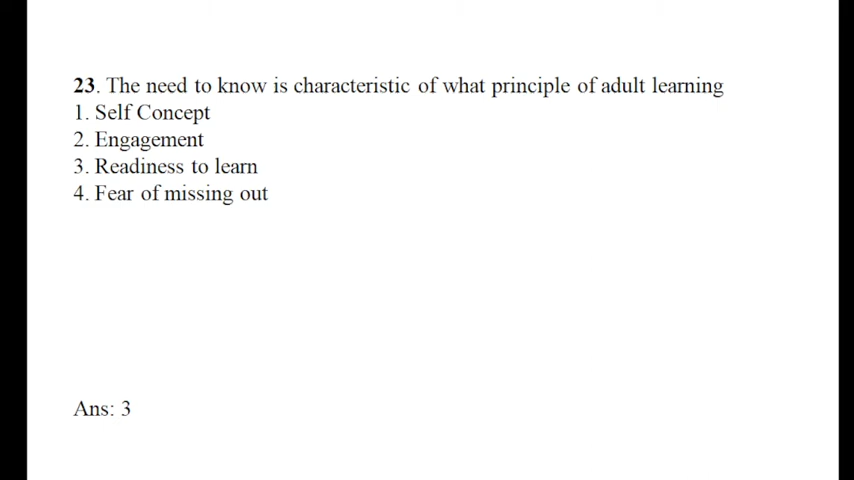 23. The need to know is characteristic of what principle of adult learning
1. Self Concept
2. Engagement
3. Readiness to learn
4. Fear of missing out
Ans: 3